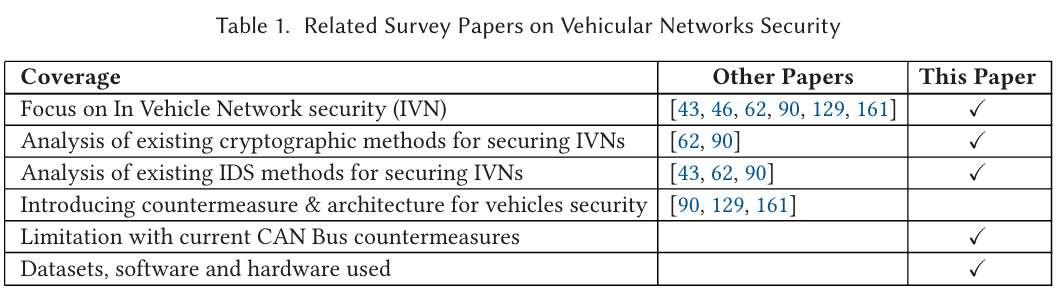 Table 1. Related Survey Papers on Vehicular Networks Security
Coverage Other Papers This Paper
Focus on In Vehicle Network security (IVN) [43, 46, 62, 90, 129, 161] ✓
Analysis of existing cryptographic methods for securing IVNs [62, 90] ✓
Analysis of existing IDS methods for securing IVNs [43, 62, 90] ✓
Introducing countermeasure & architecture for vehicles security [90, 129, 161]
Limitation with current CAN Bus countermeasures ✓
Datasets, software and hardware used ✓